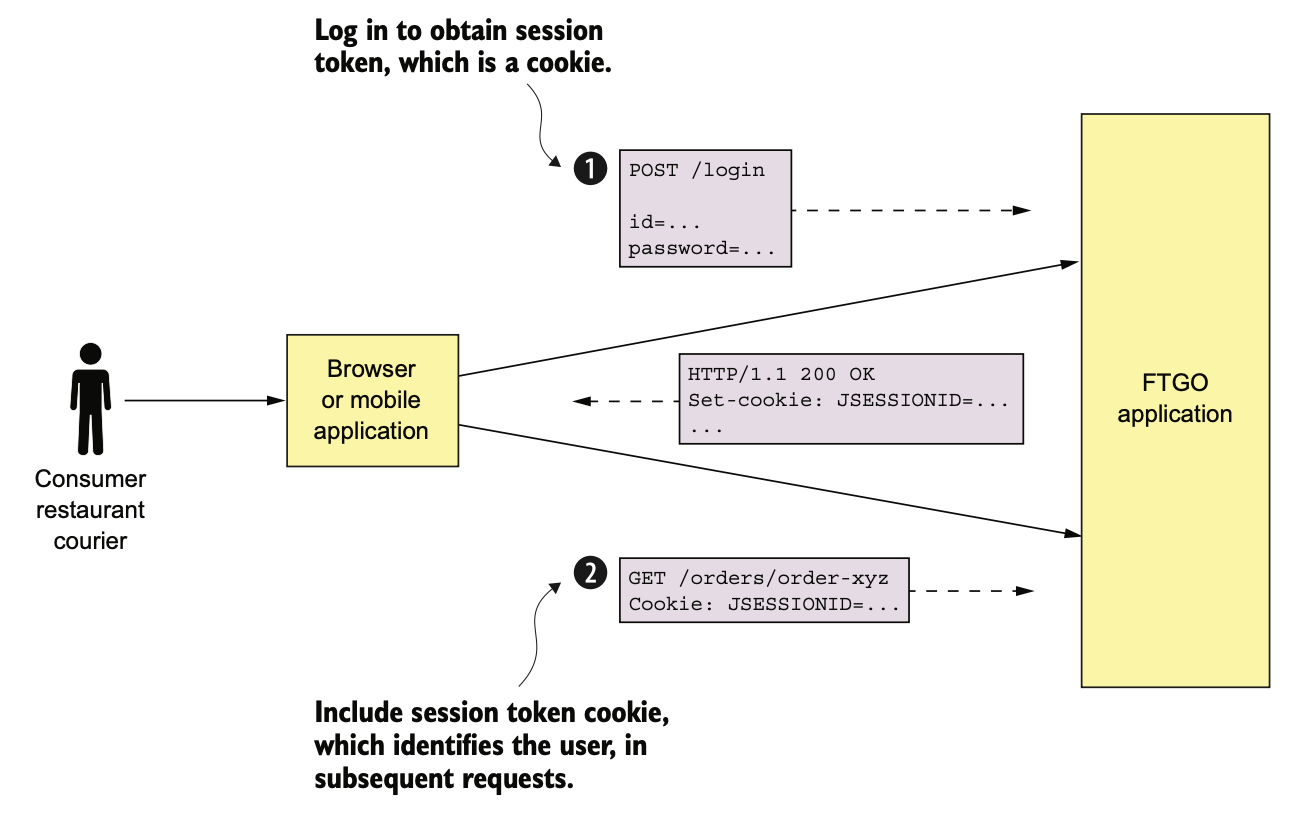 Log in to obtain session
token, which is a cookie.
1
POST /login
id=...
password=...
Browser
or mobile
application
HTTP/1.1 200 OK
Set-cookie: JSESSIONID=...
...
FTGO
application
Consumer
restaurant
courier
2
GET /orders/order-xyz
Cookie: JSESSIONID=...
Include session token cookie,
which identifies the user, in
subsequent requests.